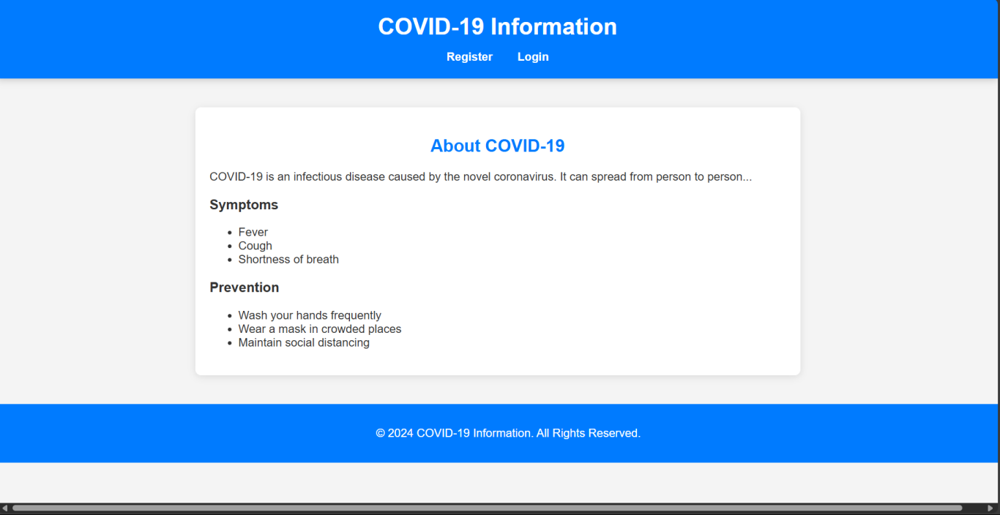 COVID-19 Information
Register Login
About COVID-19
COVID-19 is an infectious disease caused by the novel coronavirus. It can spread from person to person...
Symptoms
• Fever
• Cough
• Shortness of breath
Prevention
• Wash your hands frequently
• Wear a mask in crowded places
• Maintain social distancing
© 2024 COVID-19 Information. All Rights Reserved.